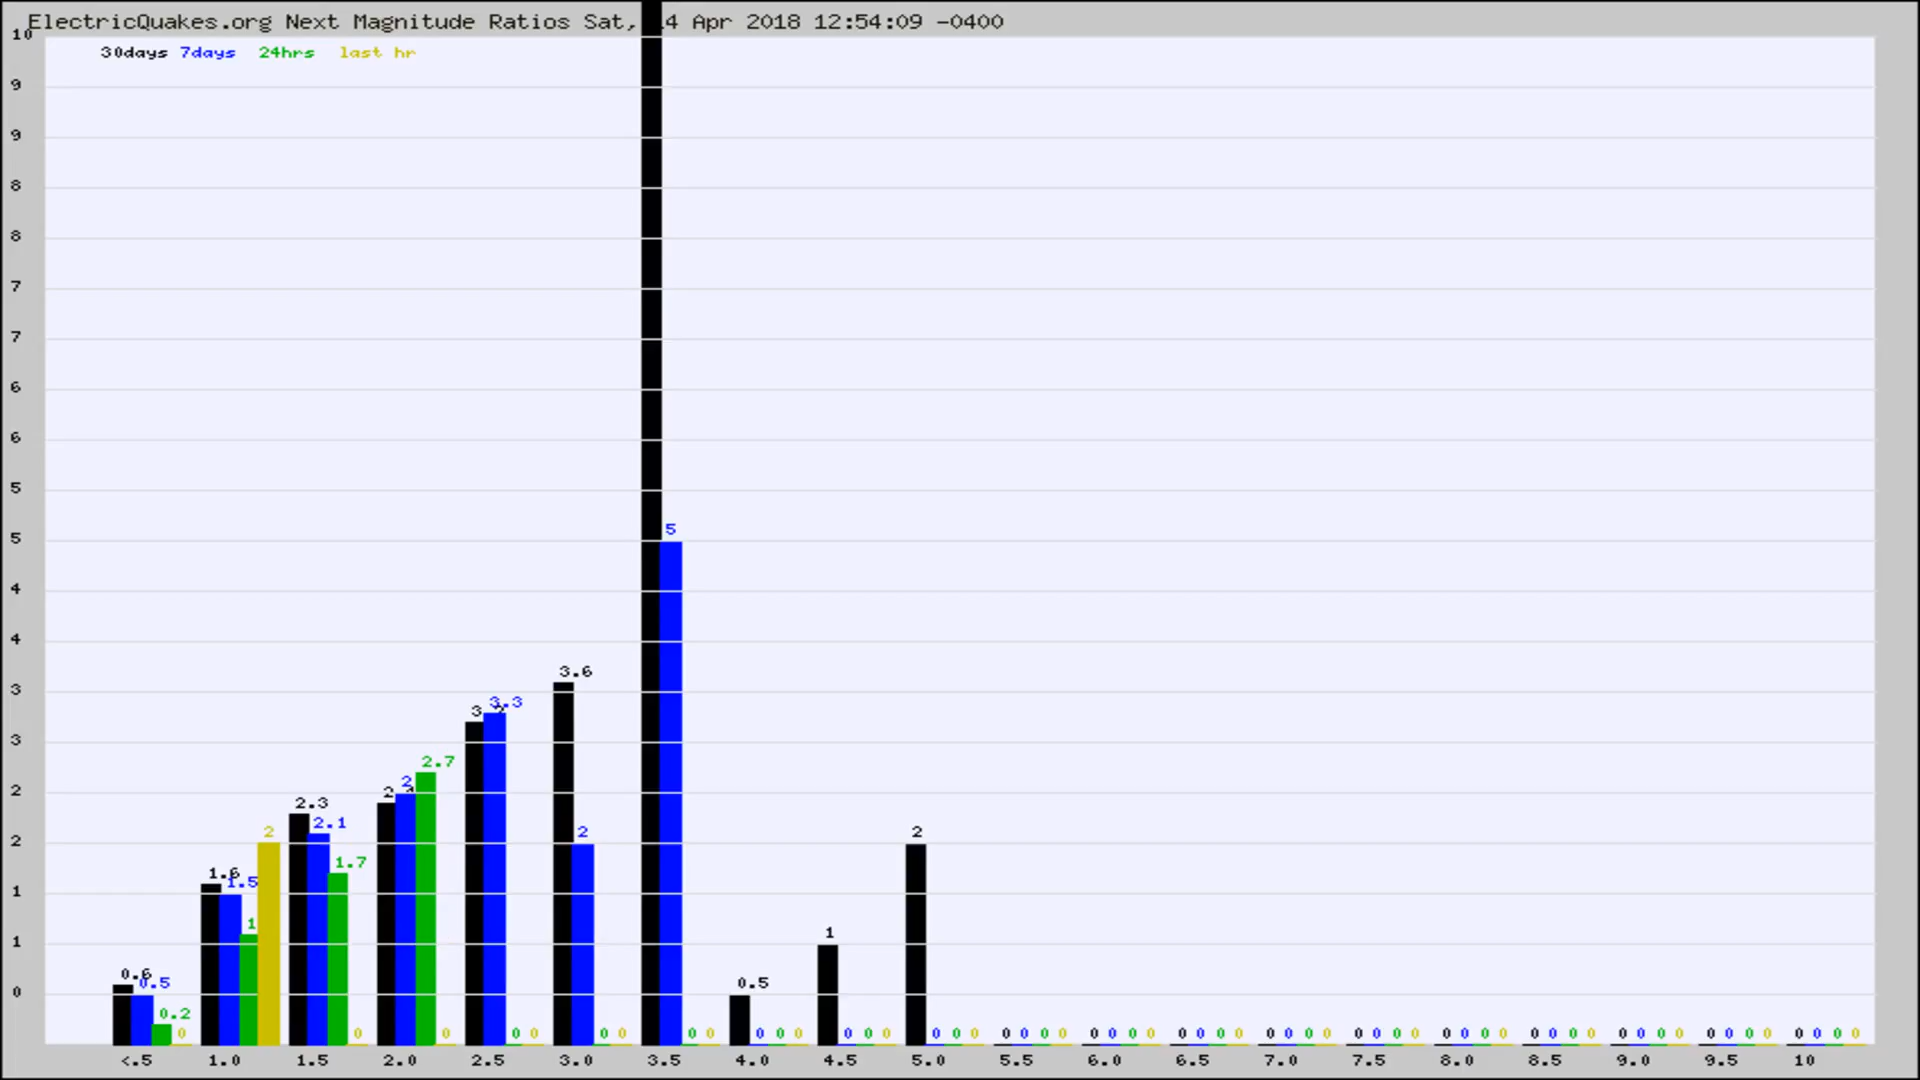 ElectricQuakes.org Next Magnitude Ratios Sat, 4 Apr 2018 12:54:09 -0400
10
30days 7days 24hrs last hr
9
9
8
8
7
7
6
6
5
5 5
4
4
3.6
3 3 3.3
3
2.7
2 2 2
2.3 2.1
2 2 2 2
1.7
1.6 1.5
1 1
1 1
0.6 0.5 0.5
0
0.2
0 0 0 0 0 0 0 0 0 0 0 0 0 0 0 0 0 0 0 0 0 0 0 0 0 0 0 0 0 0 0 0 0 0 0 0 0 0 0 0 0 0 0 0 0 0 0 0 0 0 0 0 0 0 0 0 0 0
<.5 1.0 1.5 2.0 2.5 3.0 3.5 4.0 4.5 5.0 5.5 6.0 6.5 7.0 7.5 8.0 8.5 9.0 9.5 10